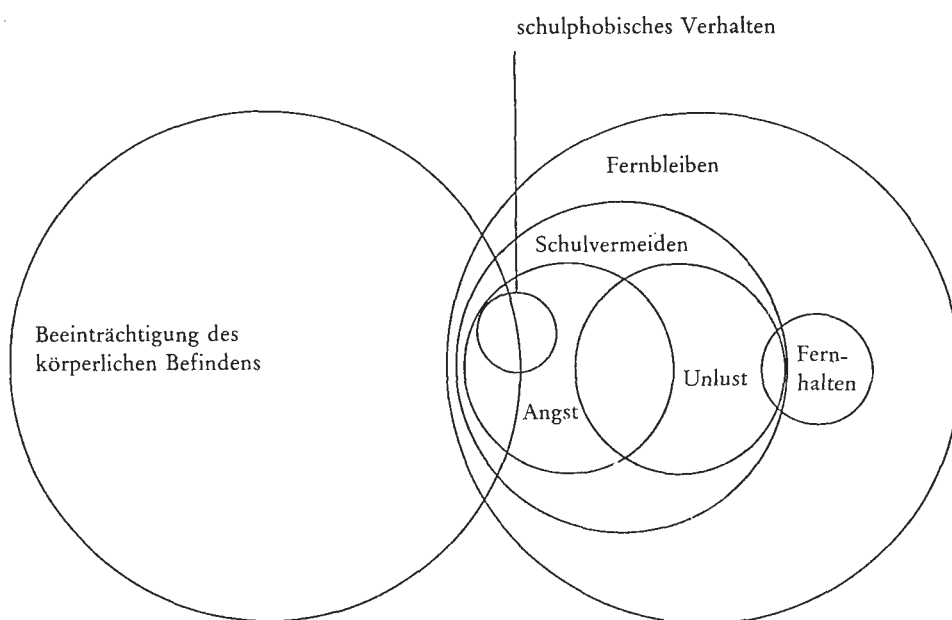 schulphobisches Verhalten
Fernbleiben
Schulvermeiden
Beeinträchtigung des
körperlichen Befindens
Fern-
halten
Unlust
Angst